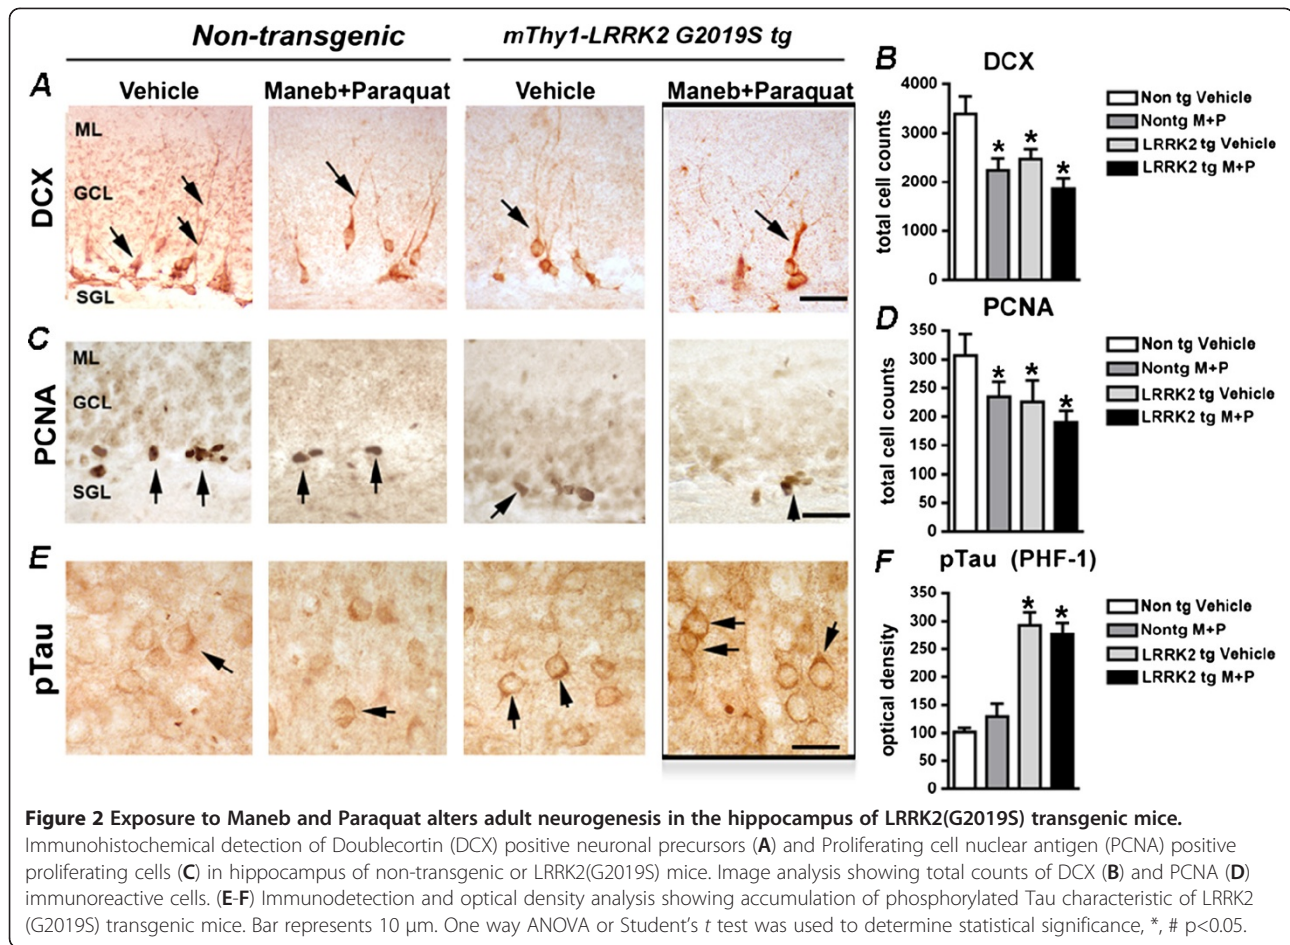 Non-transgenic mThy1-LRRK2 G2019S tg
A Vehicle Maneb+Paraquat Vehicle Maneb+Paraquat
DCX
ML
GCL
SGL
C
PCNA
ML
GCL
SGL
E
pTau
B DCX
total cell counts
4000
3000
2000
1000
0
* * *
Non tg Vehicle
Nontg M+P
LRRK2 tg Vehicle
LRRK2 tg M+P
D PCNA
total cell counts
350
300
250
200
150
100
50
0
* * *
Non tg Vehicle
Nontg M+P
LRRK2 tg Vehicle
LRRK2 tg M+P
F pTau (PHF-1)
optical density
350
300
250
200
150
100
50
0
* *
Non tg Vehicle
Nontg M+P
LRRK2 tg Vehicle
LRRK2 tg M+P
Figure 2 Exposure to Maneb and Paraquat alters adult neurogenesis in the hippocampus of LRRK2(G2019S) transgenic mice.
Immunohistochemical detection of Doublecortin (DCX) positive neuronal precursors (A) and Proliferating cell nuclear antigen (PCNA) positive
proliferating cells (C) in hippocampus of non-transgenic or LRRK2(G2019S) mice. Image analysis showing total counts of DCX (B) and PCNA (D)
immunoreactive cells. (E-F) Immunodetection and optical density analysis showing accumulation of phosphorylated Tau characteristic of LRRK2
(G2019S) transgenic mice. Bar represents 10 μm. One way ANOVA or Student's t test was used to determine statistical significance, *, # p<0.05.